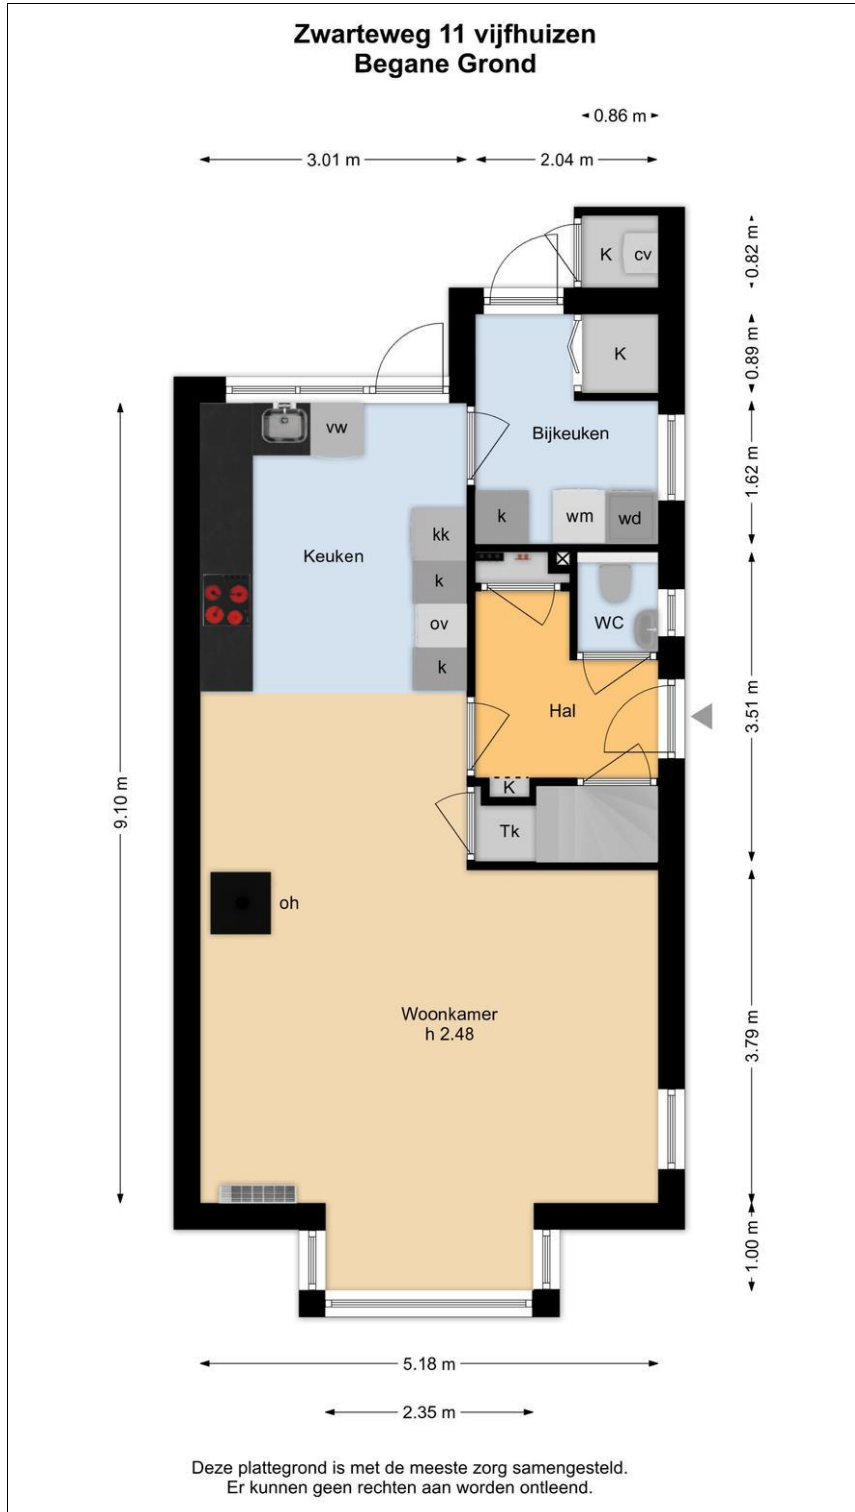 Zwarteweg 11 vijfhuizen
Begane Grond
0.86 m
3.01 m
2.04 m
0.82 m
K
cv
0.89 m
K
vw
Bijkeuken
1.62 m
k
wm
wd
kk
Keuken
k
ov
WC
k
Hal
3.51 m
K
9.10 m
Tk
oh
Woonkamer
h 2.48
3.79 m
1.00 m
5.18 m
2.35 m
Deze plattegrond is met de meeste zorg samengesteld.
Er kunnen geen rechten aan worden ontleend.